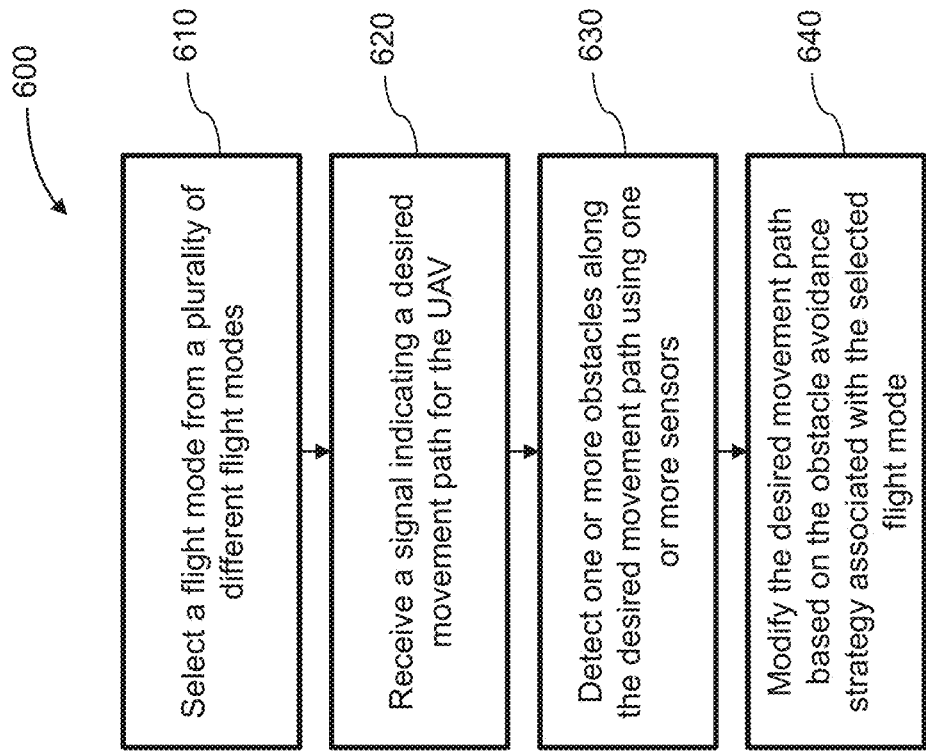 600
Select a flight mode from a plurality of
different flight modes
610
Receive a signal indicating a desired
movement path for the UAV
620
Detect one or more obstacles along
the desired movement path using one
or more sensors
630
Modify the desired movement path
based on the obstacle avoidance
strategy associated with the selected
flight mode
640